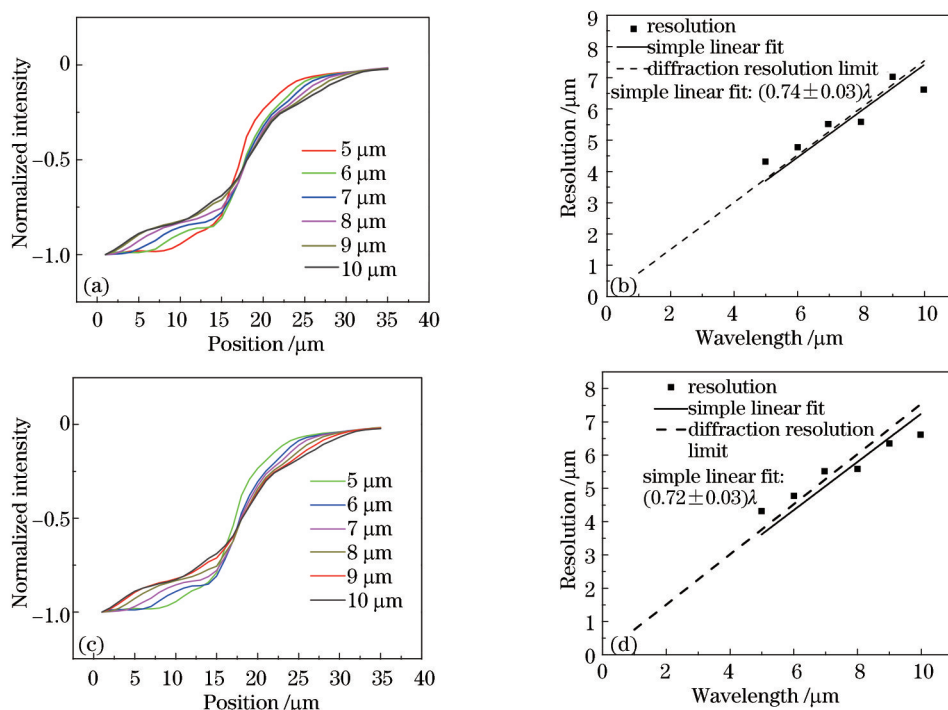 0
−0.5
−1.0
Normalized intensity
5 μm
6 μm
7 μm
8 μm
9 μm
10 μm
(a)
0 5 10 15 20 25 30 35 40
Position /μm
9
8
7
6
5
4
3
2
1
0
Resolution /μm
resolution
simple linear fit
diffraction resolution limit
simple linear fit: (0.74±0.03)λ
(b)
0 2 4 6 8 10
Wavelength /μm
0
−0.5
−1.0
Normalized intensity
5 μm
6 μm
7 μm
8 μm
9 μm
10 μm
(c)
0 5 10 15 20 25 30 35 40
Position /μm
8
7
6
5
4
3
2
1
0
Resolution /μm
resolution
simple linear fit
diffraction resolution
limit
simple linear fit:
(0.72±0.03)λ
(d)
0 2 4 6 8 10
Wavelength /μm